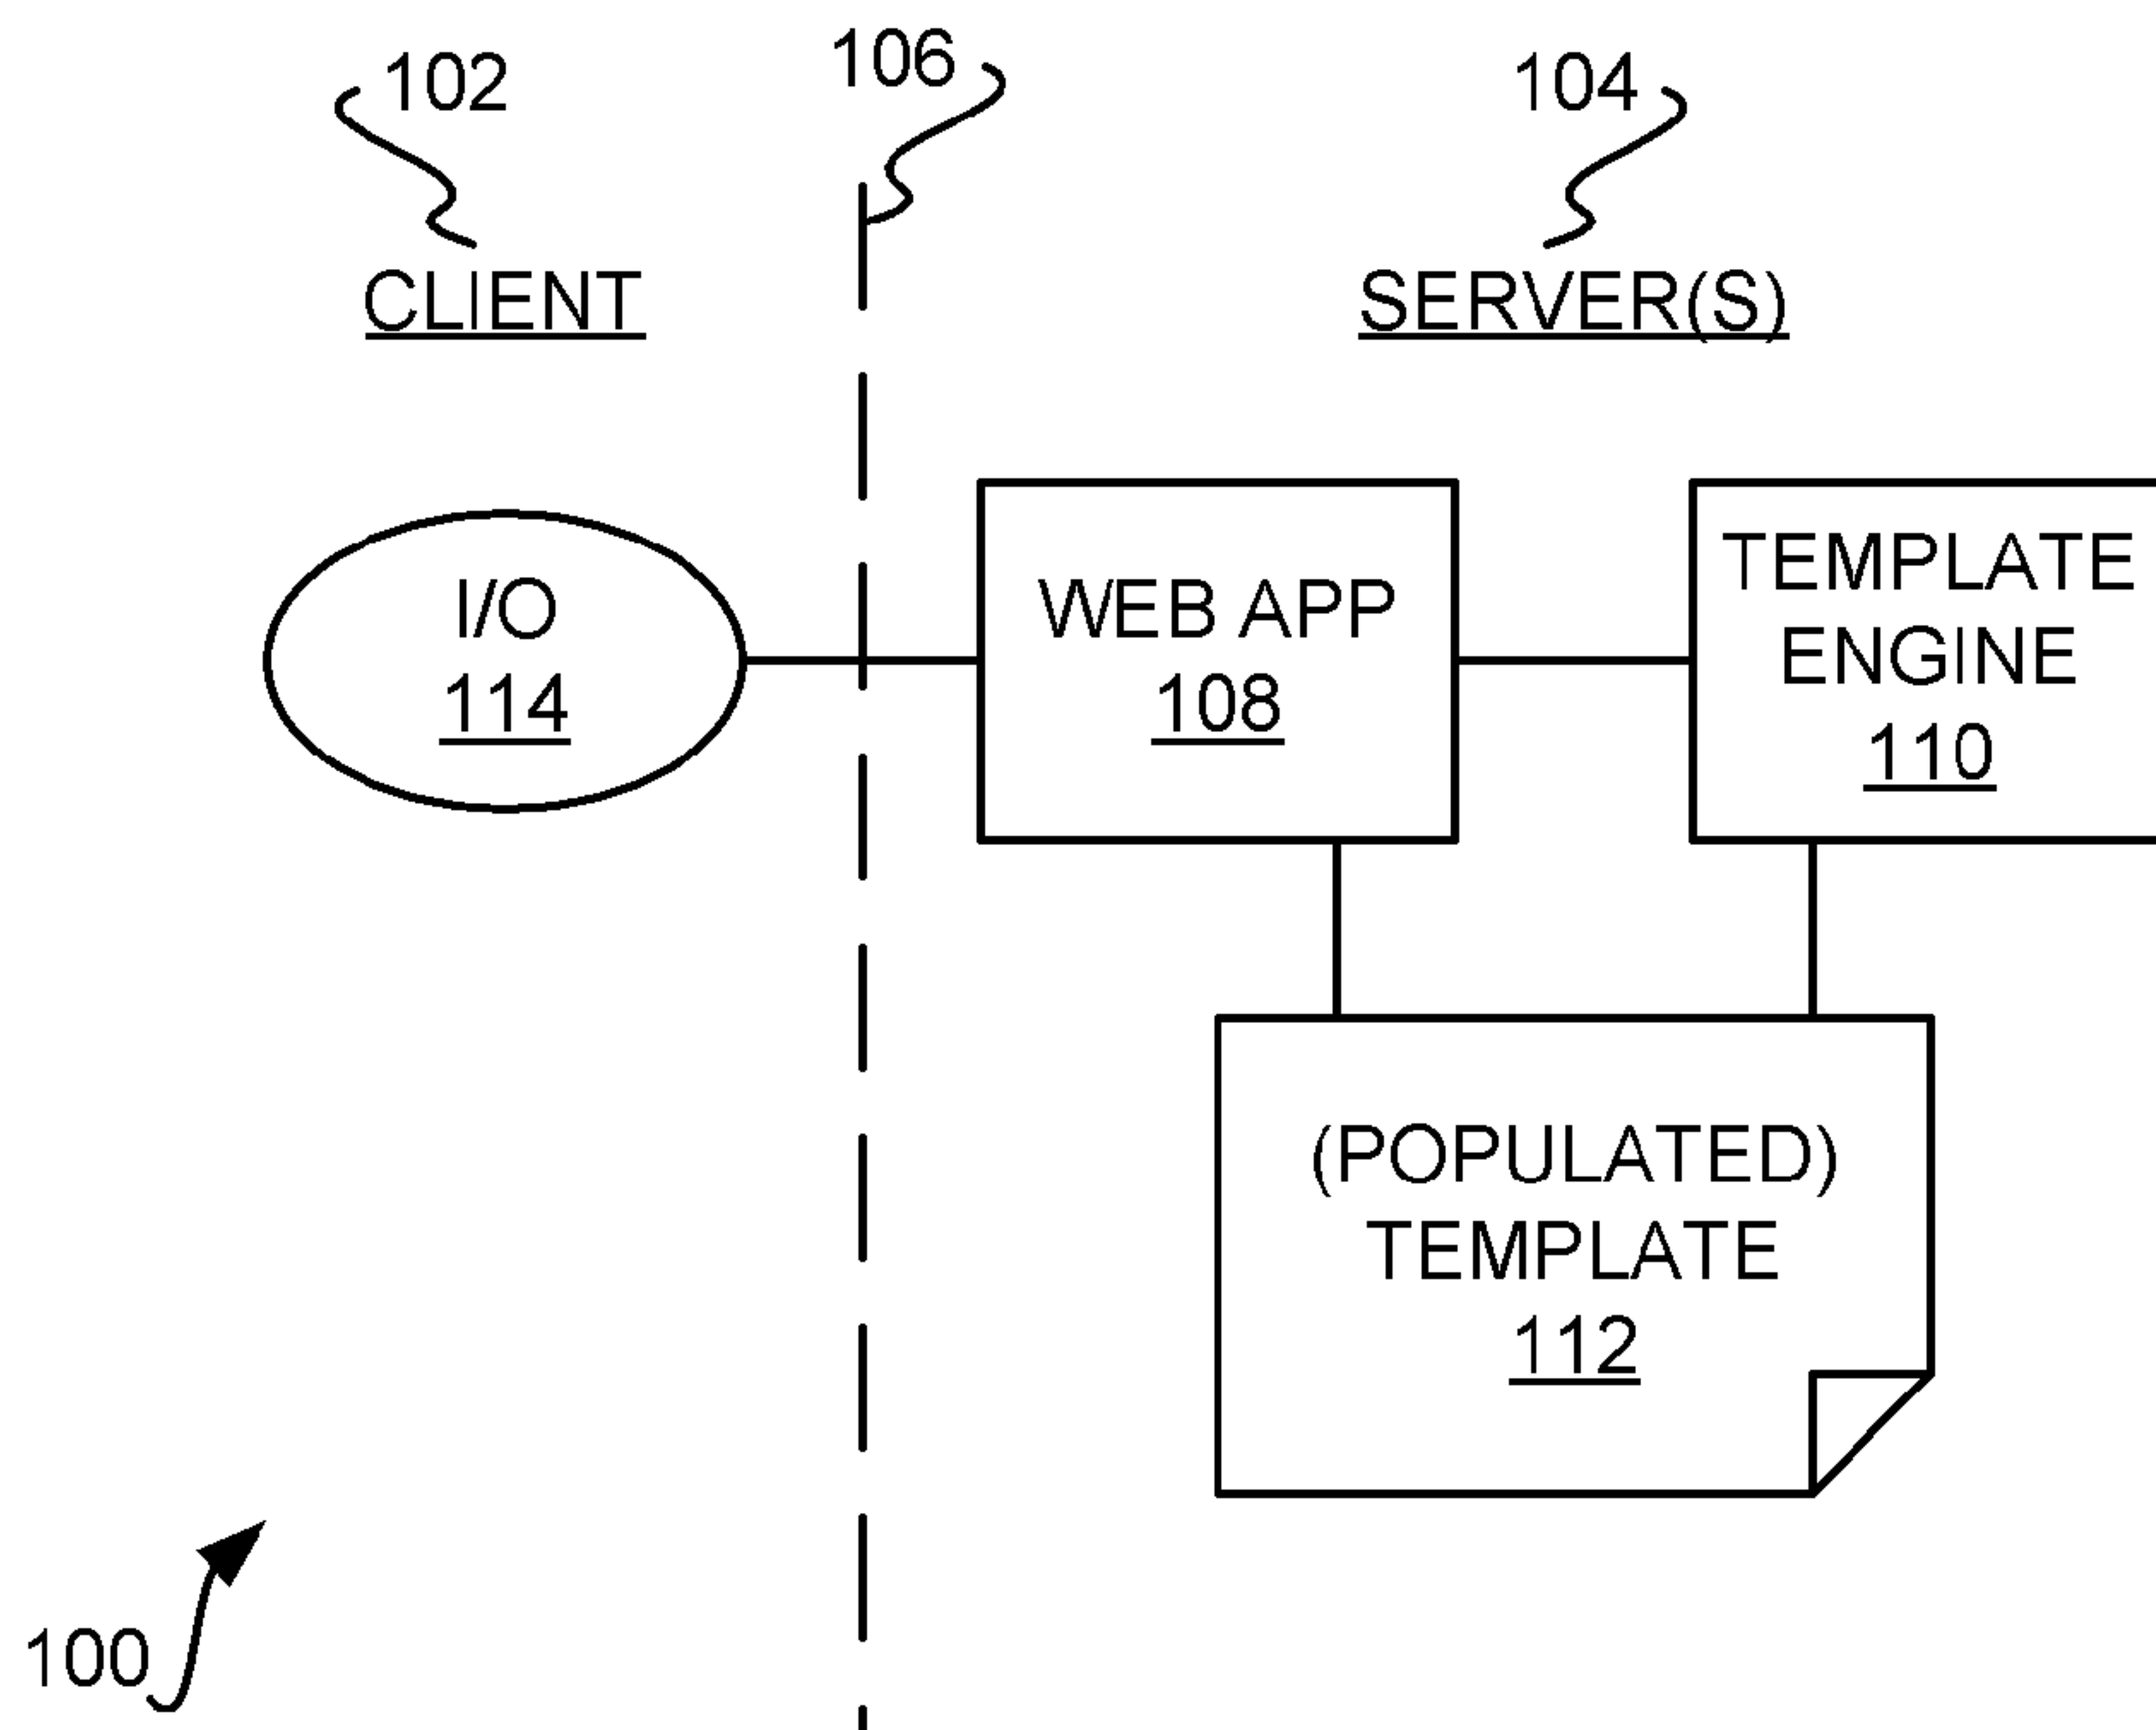 102
106
104
CLIENT
SERVER(S)
I/O
114
WEB APP
108
TEMPLATE
ENGINE
110
(POPULATED)
TEMPLATE
112
100